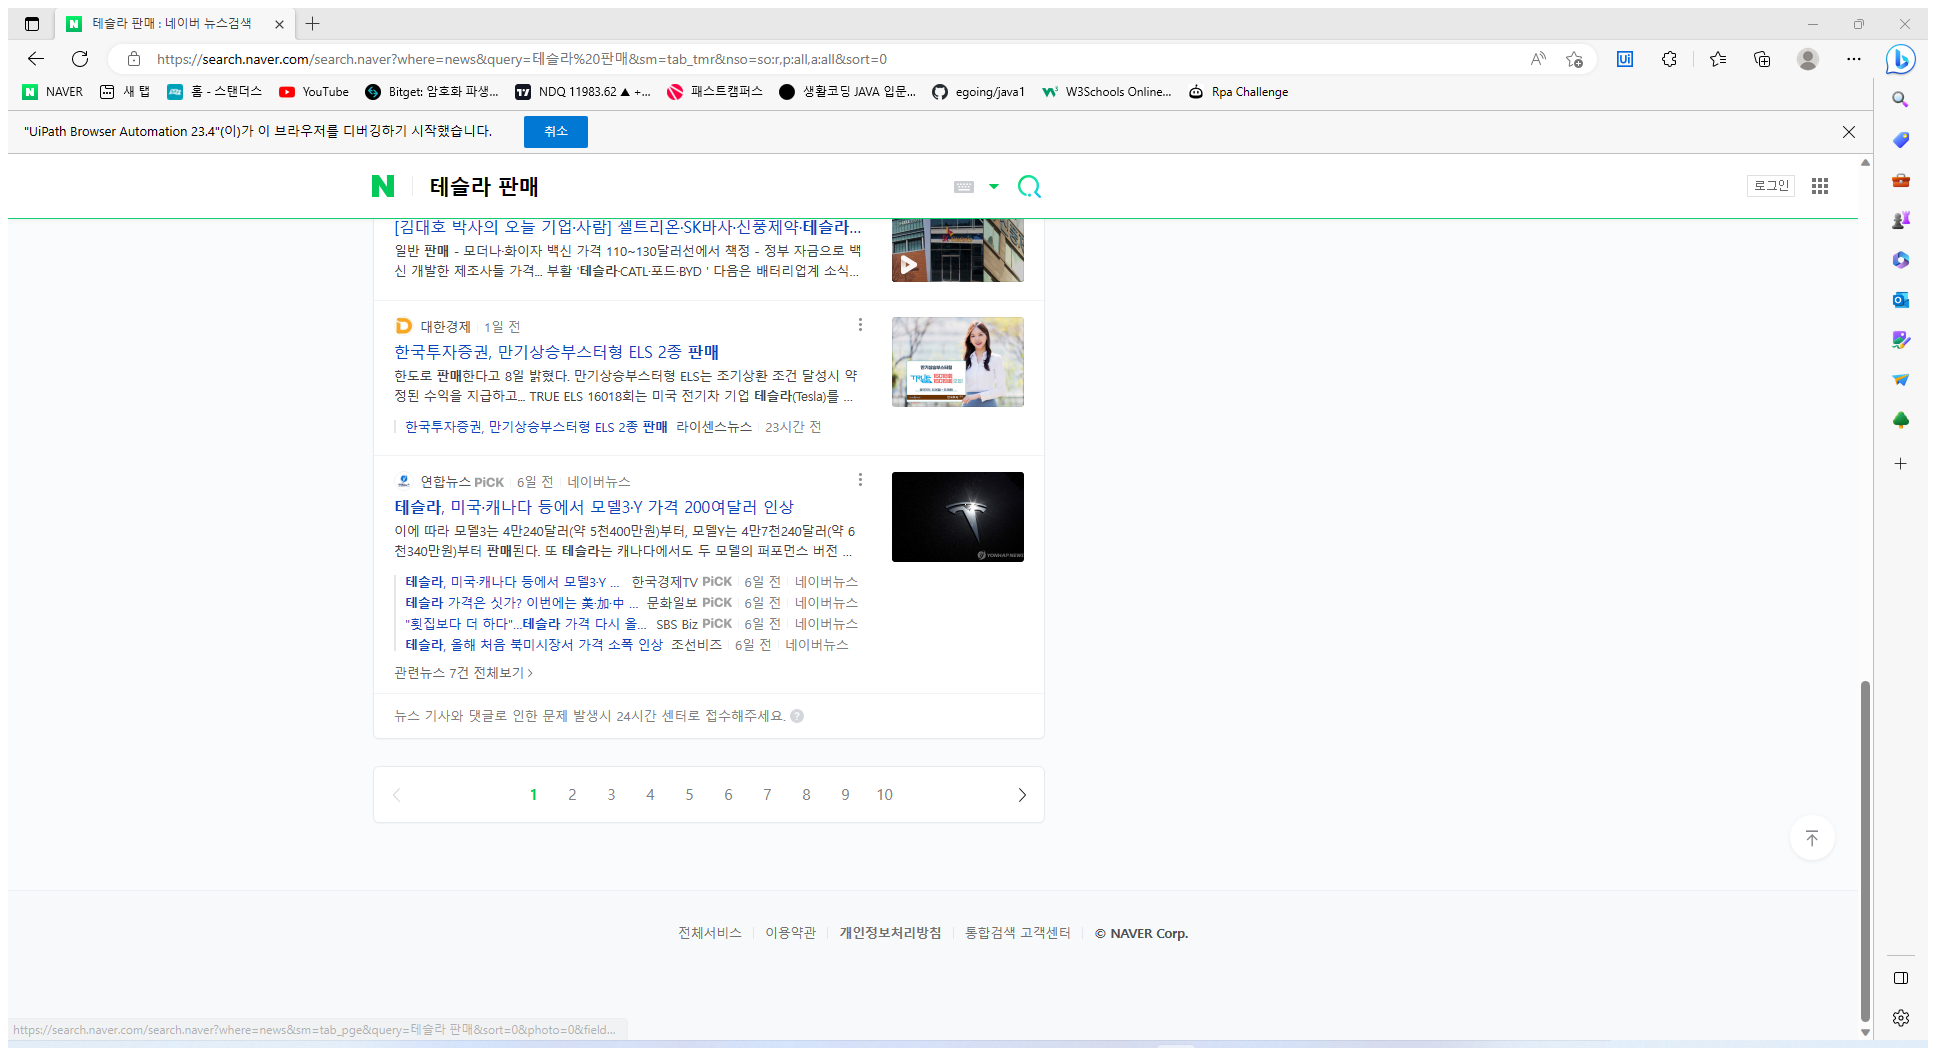 테슬라 판매 : 네이버 뉴스검색
https://search.naver.com/search.naver?where=news&query=테슬라%20판매&sm=tab_tmr&nso=so:r,p:all,a:all&sort=0
NAVER 새 탭 홈 - 스탠더스 YouTube Bitget: 암호화 파생... NDQ 11983.62 ▲ +... 패스트캠퍼스 생활코딩 JAVA 입문... egoing/java1 W3Schools Online... Rpa Challenge
"UiPath Browser Automation 23.4"(이)가 이 브라우저를 디버깅하기 시작했습니다. 취소
테슬라 판매
로그인
[김대호 박사의 오늘 기업·사람] 셀트리온·SK바사·신풍제약·테슬라...
일반 판매 - 모더나·화이자 백신 가격 110~130달러선에서 책정 - 정부 자금으로 백
신 개발한 제조사들 가격... 부활 '테슬라·CATL·포드·BYD ' 다음은 배터리업계 소식...
대한경제 1일 전
한국투자증권, 만기상승부스터형 ELS 2종 판매
한도로 판매한다고 8일 밝혔다. 만기상승부스터형 ELS는 조기상환 조건 달성시 약
정된 수익을 지급하고... TRUE ELS 16018회는 미국 전기차 기업 테슬라(Tesla)를 ...
만기상승부스터형
TRUE
한국투자증권, 만기상승부스터형 ELS 2종 판매 라이센스뉴스 23시간 전
연합뉴스 PiCK 6일 전 네이버뉴스
테슬라, 미국·캐나다 등에서 모델3·Y 가격 200여달러 인상
이에 따라 모델3는 4만240달러(약 5천400만원)부터, 모델Y는 4만7천240달러(약 6
천340만원)부터 판매된다. 또 테슬라는 캐나다에서도 두 모델의 퍼포먼스 버전 ...
YONHAP NEWS
테슬라, 미국·캐나다 등에서 모델3·Y ... 한국경제TV PiCK 6일 전 네이버뉴스
테슬라 가격은 싯가? 이번에는 美·加·中 ... 문화일보 PiCK 6일 전 네이버뉴스
"횟집보다 더 하다"...테슬라 가격 다시 올... SBS Biz PiCK 6일 전 네이버뉴스
테슬라, 올해 처음 북미시장서 가격 소폭 인상 조선비즈 6일 전 네이버뉴스
관련뉴스 7건 전체보기 >
뉴스 기사와 댓글로 인한 문제 발생시 24시간 센터로 접수해주세요. ?
1 2 3 4 5 6 7 8 9 10
전체서비스 이용약관 개인정보처리방침 통합검색 고객센터 © NAVER Corp.
https://search.naver.com/search.naver?where=news&sm=tab_pge&query=테슬라 판매&sort=0&photo=0&field...